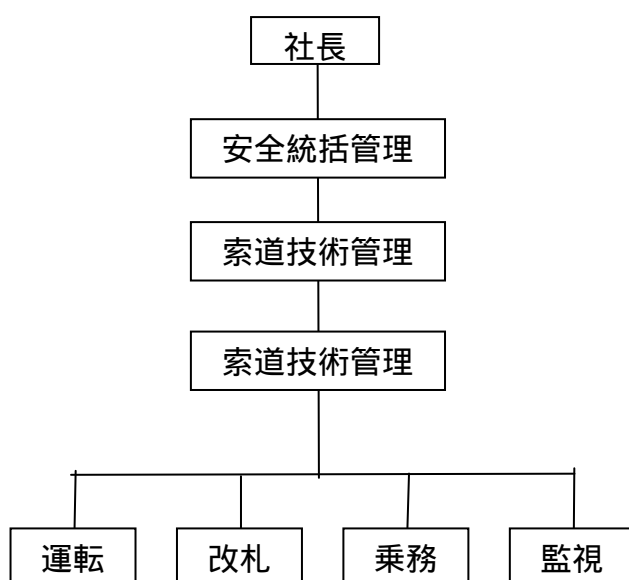 社長
安全統括管理
索道技術管理
索道技術管理
運転
改札
乗務
監視